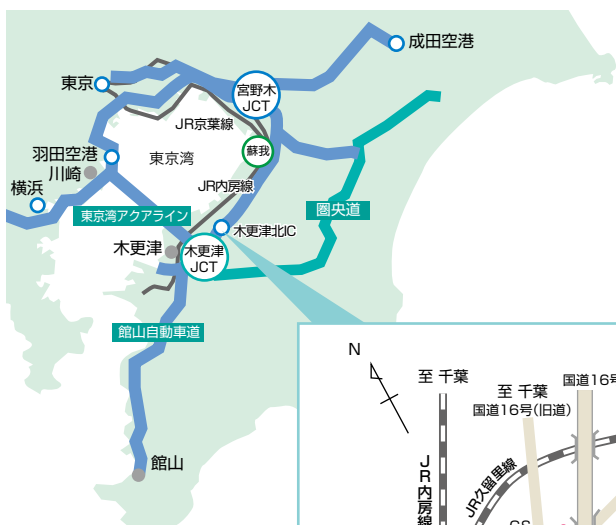 成田空港
東京
宮野木
JCT
JR京葉線
蘇我
羽田空港
川崎
東京湾
横浜
JR内房線
東京湾アクアライン
圏央道
木更津北IC
木更津
木更津
JCT
館山自動車道
館山
N
至 千葉
至 千葉
国道16号(旧道)
国道16号
JR内房線
JR久留里線